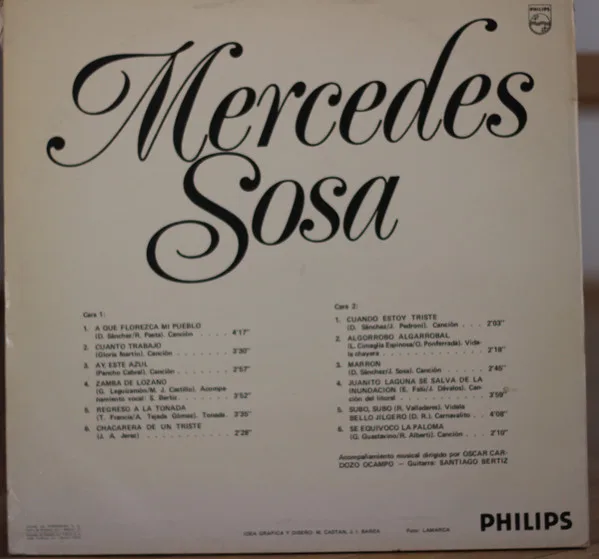 PHILIPS
Mercedes
Sosa
Cara 1:
1. A QUE FLOREZCA MI PUEBLO
(D. Sánchez/R. Paeta). Canción . . . . 4'17"
2. CUANTO TRABAJO
(Gloria Martín). Canción . . . . . . . 3'30"
3. AY, ESTE AZUL
(Pancho Cabral). Canción . . . . . . 2'57"
4. ZAMBA DE LOZANO
(G. Leguizamón/M. J. Castillo). Acompa-
ñamiento vocal: S. Bertiz . . . . . . . 3'52"
5. REGRESO A LA TONADA
(T. Francia/A. Tejada Gómez). Tonada. 3'35"
6. CHACARERA DE UN TRISTE
(J. A. Jerez) . . . . . . . . . . . . 2'28"
Cara 2:
1. CUANDO ESTOY TRISTE
(D. Sánchez/J. Pedroni). Canción . . . 2'03"
2. ALGORROBO ALGARROBAL
(L. Coneglia Espinosa/O. Ponferrada). Vida-
la chayera . . . . . . . . . . . . . 2'18"
3. MARRON
(D. Sánchez/J. Sosa). Canción . . . . 2'45"
4. JUANITO LAGUNA SE SALVA DE LA
INUNDACION (E. Falú/J. Dávalos). Can-
ción del litoral . . . . . . . . . . . 3'59"
5. SUBO, SUBO (R. Valladares). Vidala
BELLO JILGERO (D. R.). Carnavalito . . 4'08"
6. SE EQUIVOCO LA PALOMA
(G. Guastavino/R. Alberti). Canción . . . 2'10"
Acompañamiento musical dirigido por OSCAR CAR-
DOZO OCAMPO – Guitarra: SANTIAGO BERTIZ
IDEA GRAFICA Y DISEÑO: M. CASTAN, J. I. BARDA Foto: LAMARCA
PHILIPS